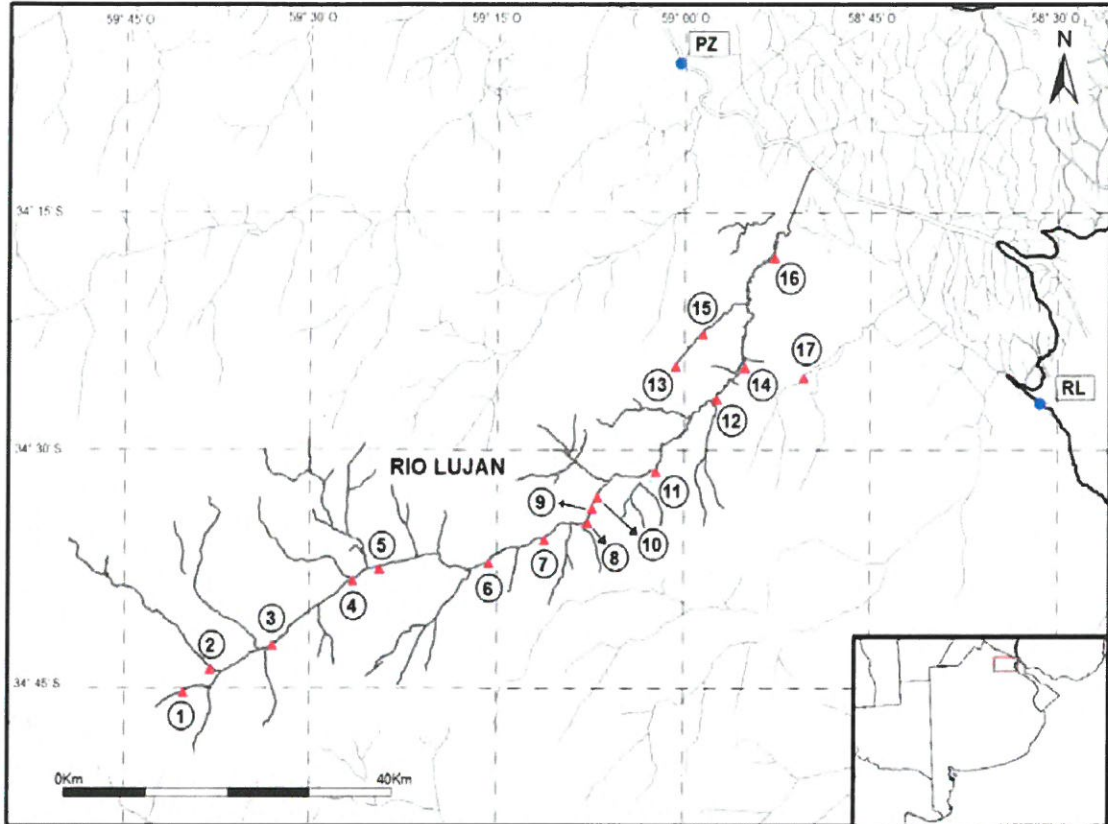 59° 45' O 59° 30' O 59° 15' O 59° 00' O 58° 45' O 58° 30' O
PZ
N
34° 15' S
16
15
17
13
14
12
RL
34° 30' S
RIO LUJAN
11
9
10
5
8
7
6
4
3
2
34° 45' S
1
0Km 40Km